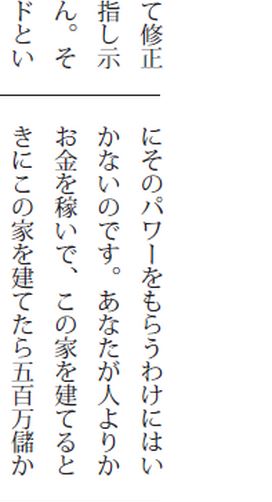 て修正
指し示
ん。そ
ドとい
にそのパワーをもらうわけにはい
かないのです。あなたが人よりか
お金を稼いで、この家を建てると
きにこの家を建てたら五百万儲か